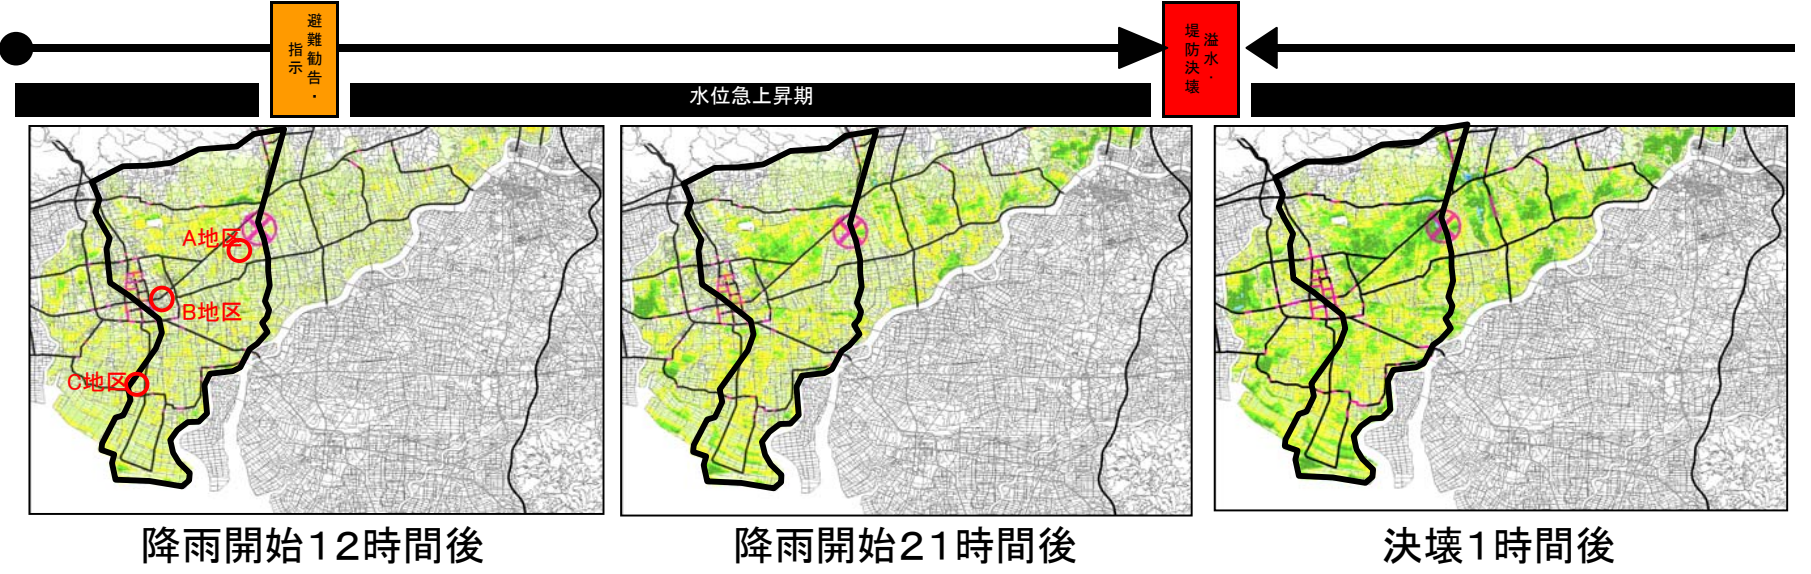 避難勧告・
指示
水位急上昇期
溢水・
堤防決壊
A地区
B地区
C地区
降雨開始12時間後
降雨開始21時間後
決壊1時間後